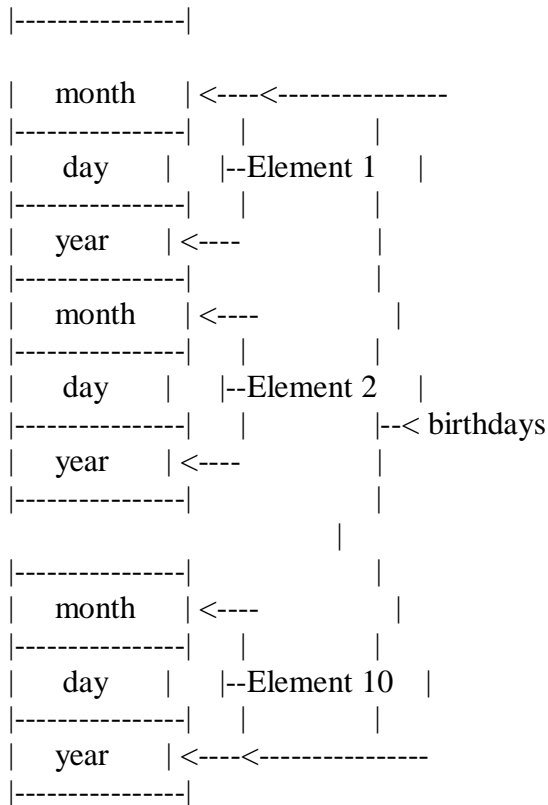 |----------------|
|      month      | <----<----------------
|----------------|      |              |
|      day      |      |--Element 1      |
|----------------|      |              |
|      year      | <----              |
|----------------|                    |
|      month      | <----                |
|----------------|      |              |
|      day      |      |--Element 2      |
|----------------|      |              |--< birthdays
|      year      | <----              |
|----------------|                    |
|
|----------------|                    |
|      month      | <----                |
|----------------|      |              |
|      day      |      |--Element 10    |
|----------------|      |              |
|      year      | <----<----------------
|----------------|